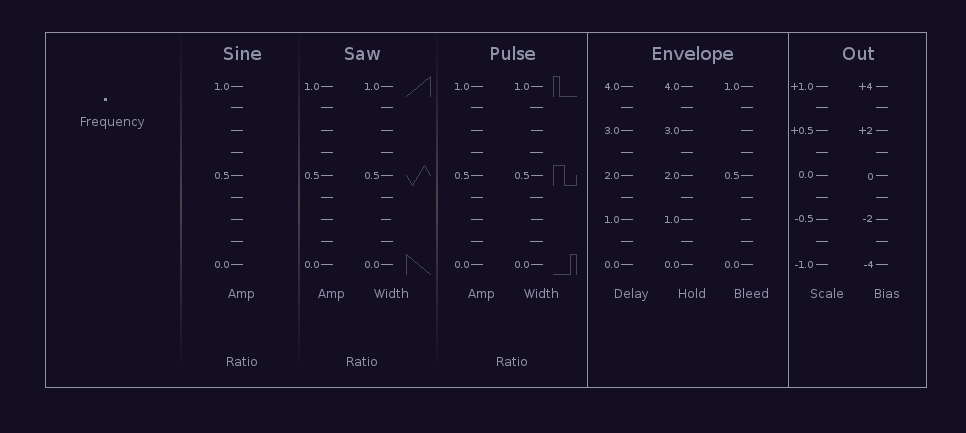 Sine Saw Pulse Envelope Out
1.0 1.0 1.0 1.0 1.0 4.0 4.0 1.0 +1.0 +4
Frequency
3.0 3.0 +0.5 +2
0.5 0.5 0.5 0.5 0.5 2.0 2.0 0.5 0.0 0
1.0 1.0 -0.5 -2
0.0 0.0 0.0 0.0 0.0 0.0 0.0 0.0 -1.0 -4
Amp Amp Width Amp Width Delay Hold Bleed Scale Bias
Ratio Ratio Ratio